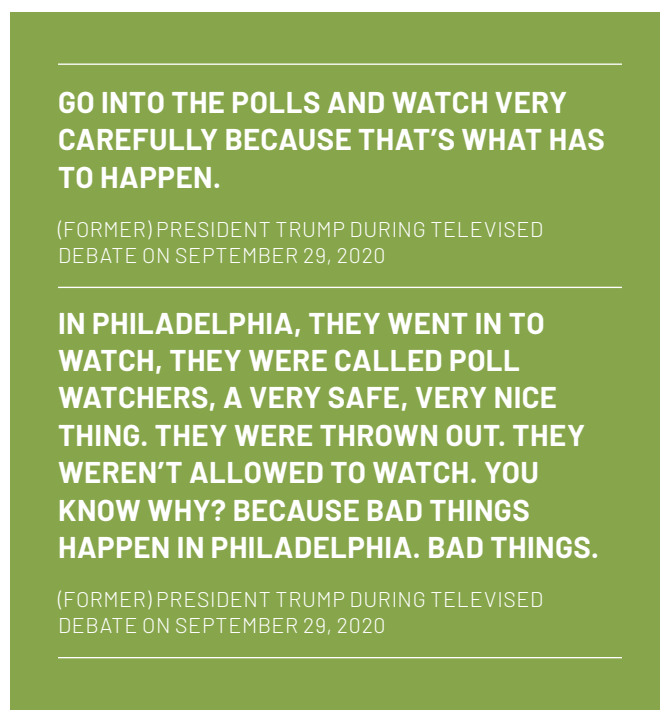 GO INTO THE POLLS AND WATCH VERY
CAREFULLY BECAUSE THAT’S WHAT HAS
TO HAPPEN.
(FORMER) PRESIDENT TRUMP DURING TELEVISED
DEBATE ON SEPTEMBER 29, 2020
IN PHILADELPHIA, THEY WENT IN TO
WATCH, THEY WERE CALLED POLL
WATCHERS, A VERY SAFE, VERY NICE
THING. THEY WERE THROWN OUT. THEY
WEREN’T ALLOWED TO WATCH. YOU
KNOW WHY? BECAUSE BAD THINGS
HAPPEN IN PHILADELPHIA. BAD THINGS.
(FORMER) PRESIDENT TRUMP DURING TELEVISED
DEBATE ON SEPTEMBER 29, 2020